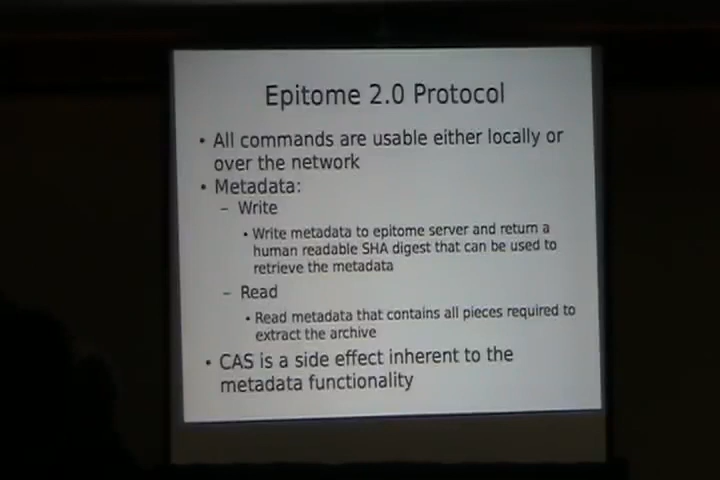 Epitome 2.0 Protocol
• All commands are usable either locally or
over the network
• Metadata:
– Write
• Write metadata to epitome server and return a
human readable SHA digest that can be used to
retrieve the metadata
– Read
• Read metadata that contains all pieces required to
extract the archive
• CAS is a side effect inherent to the
metadata functionality